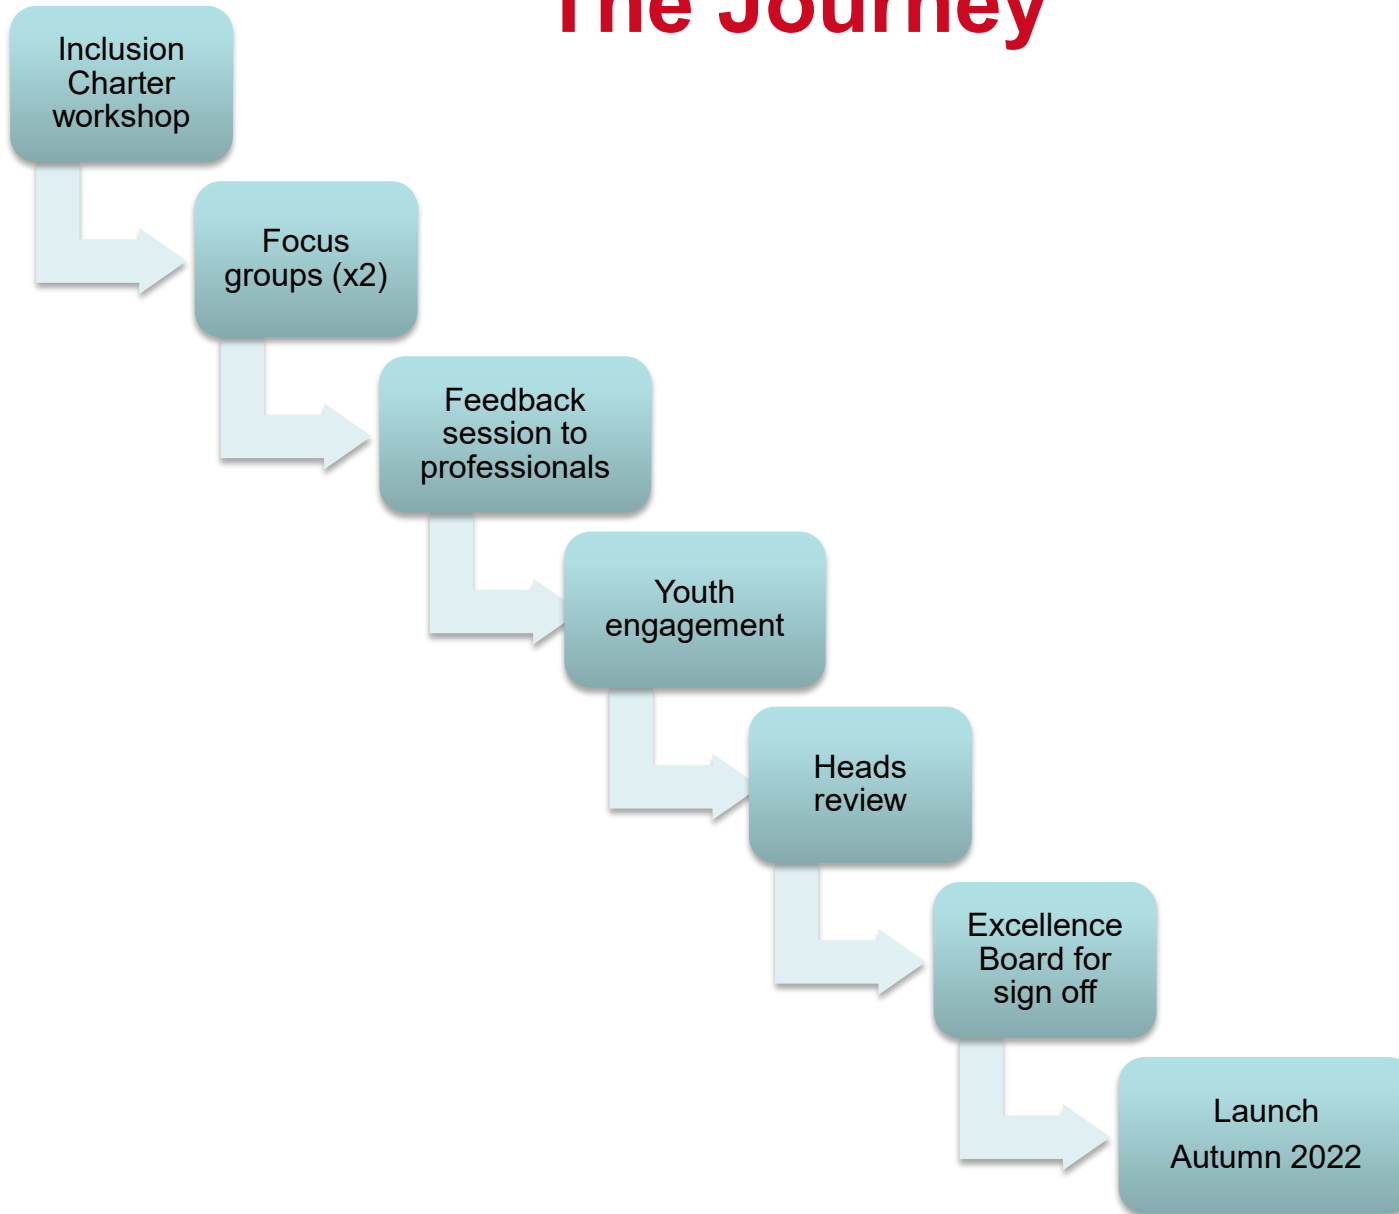 The Journey
Inclusion
Charter
workshop
Focus
groups (x2)
Feedback
session to
professionals
Youth
engagement
Heads
review
Excellence
Board for
sign off
Launch
Autumn 2022